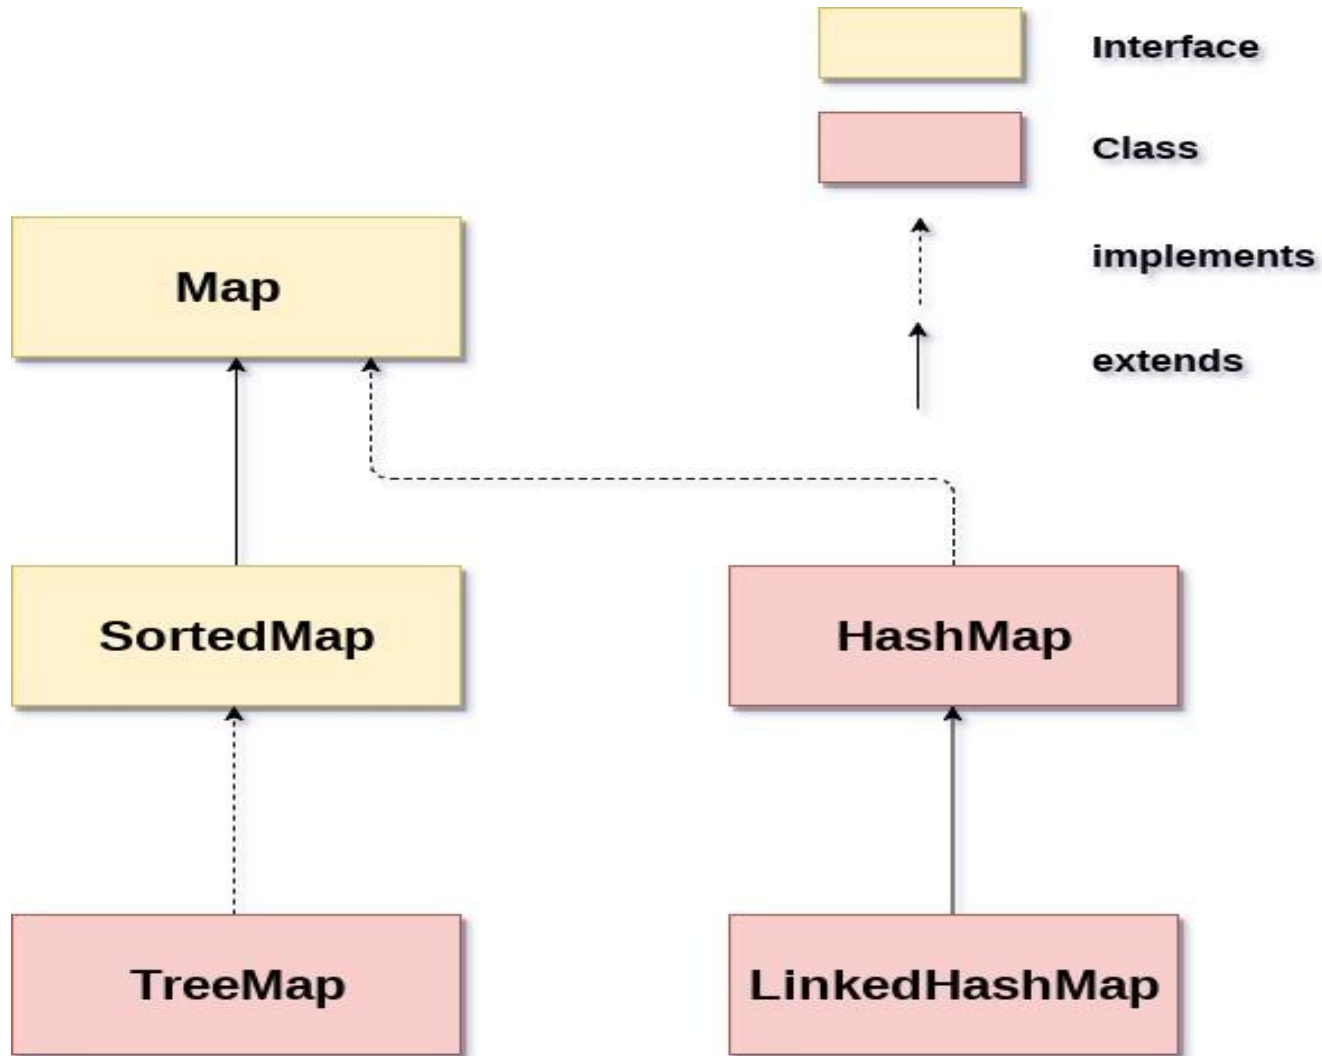 Interface
Class
implements
extends
Map
SortedMap
HashMap
TreeMap
LinkedHashMap